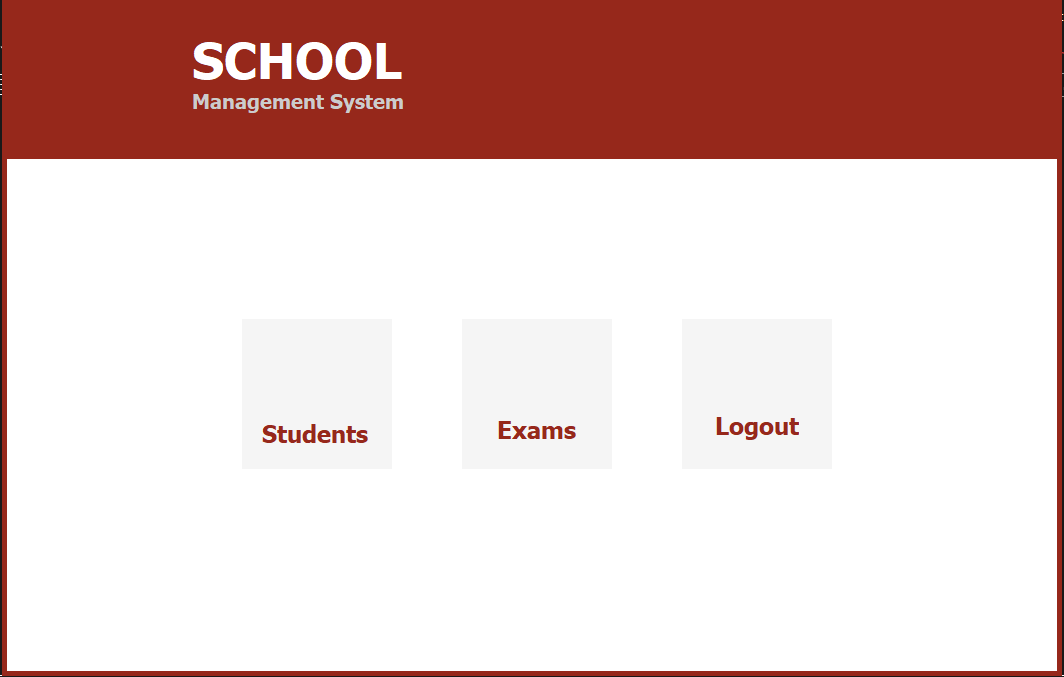 SCHOOL
Management System
Students
Exams
Logout